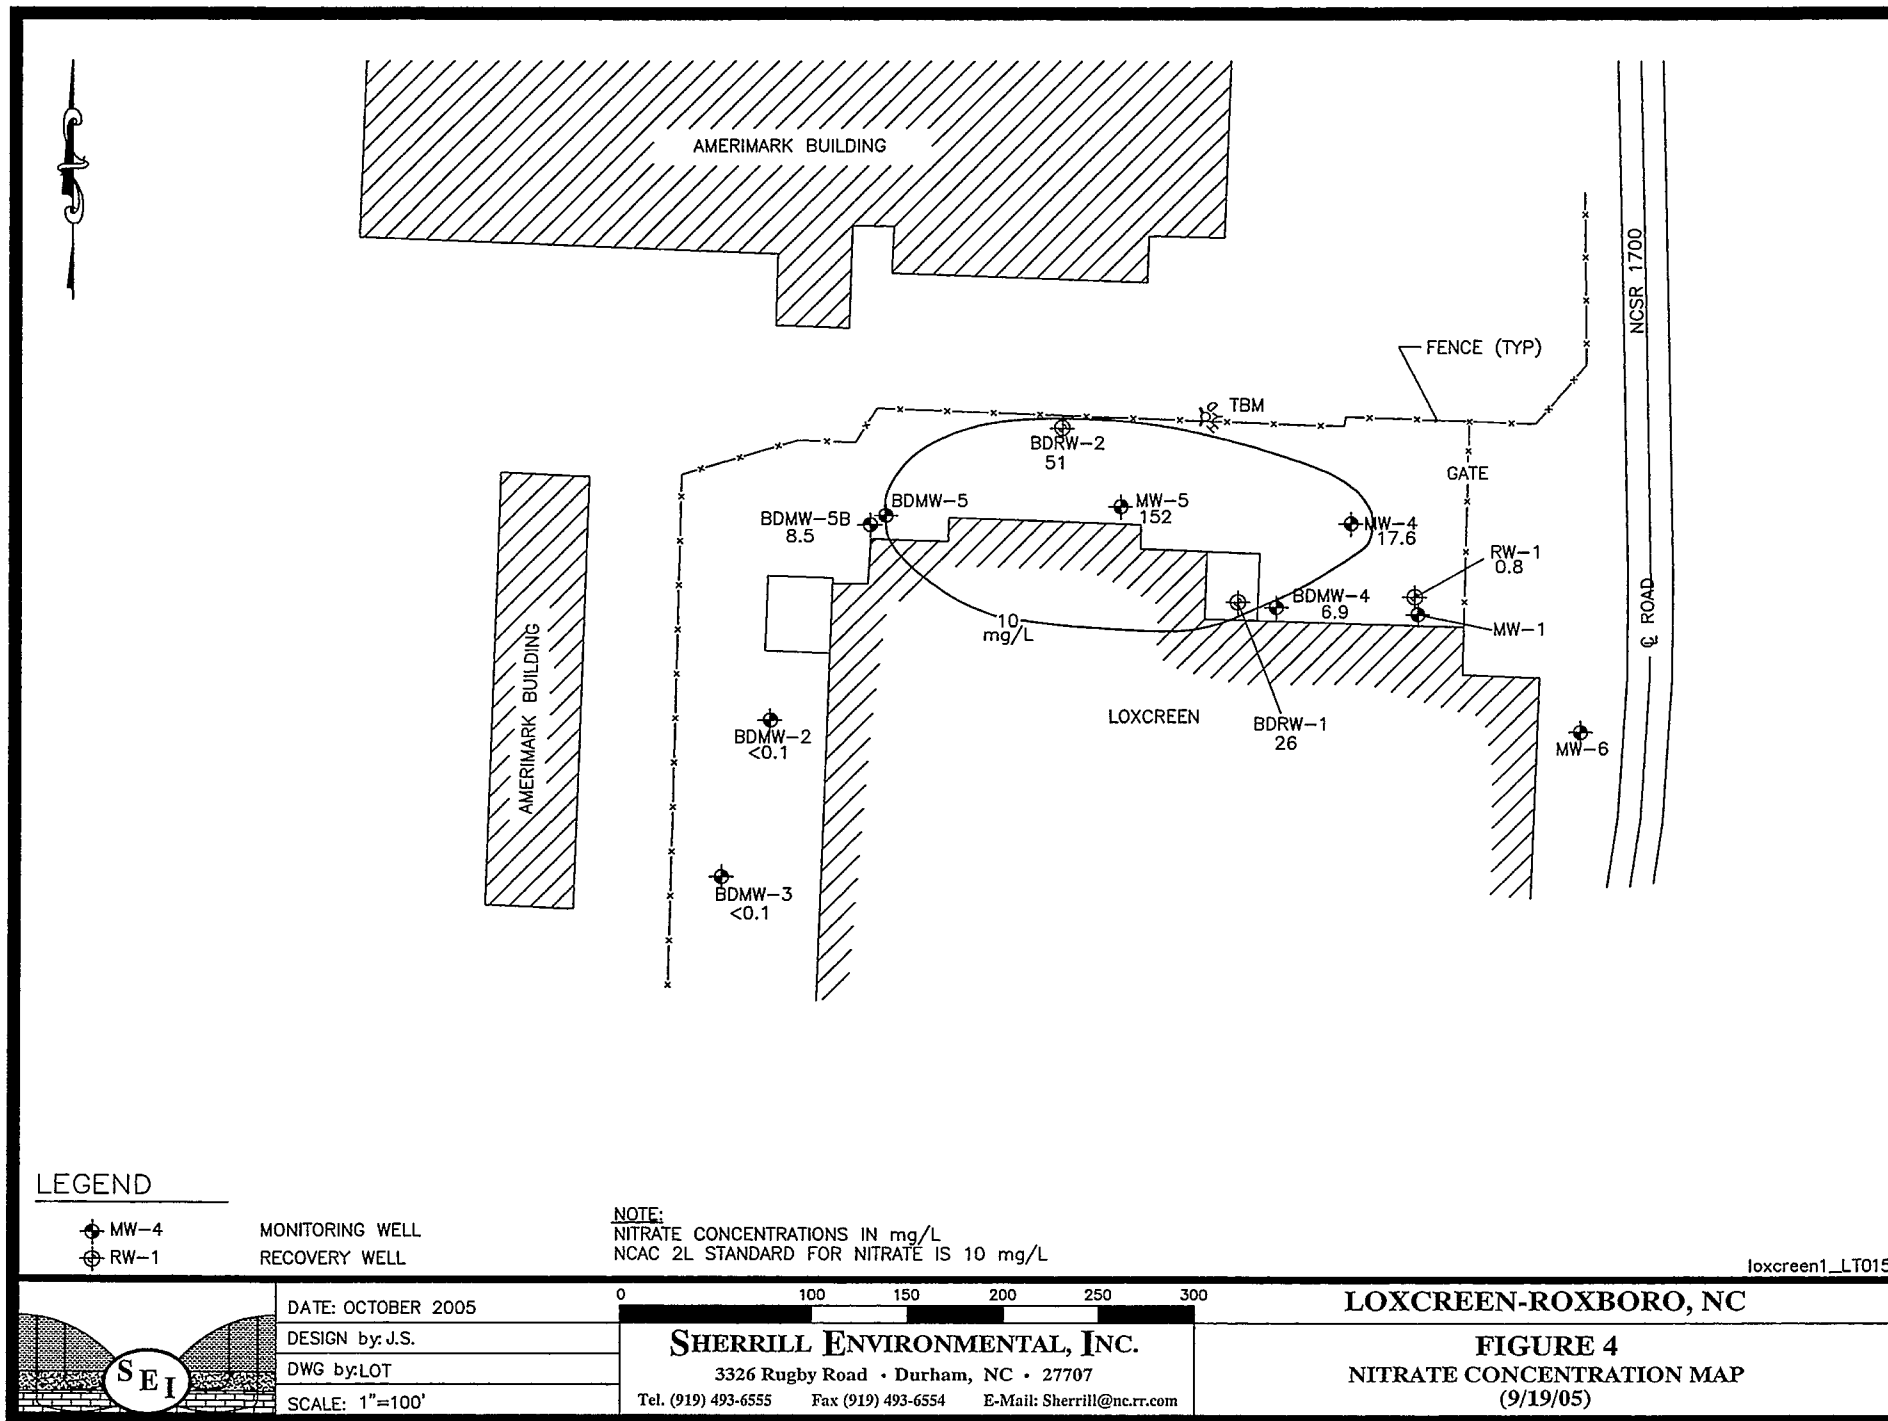 AMERIMARK BUILDING
NCSR 1700
FENCE (TYP)
TBM
HYD
BDRW-2
51
GATE
BDMW-5
MW-5
152
BDMW-5B
8.5
MW-4
17.6
RW-1
0.8
BDMW-4
6.9
10
mg/L
MW-1
℄ ROAD
AMERIMARK BUILDING
LOXCREEN
BDRW-1
26
BDMW-2
<0.1
MW-6
BDMW-3
<0.1
LEGEND
MW-4 MONITORING WELL
RW-1 RECOVERY WELL
NOTE:
NITRATE CONCENTRATIONS IN mg/L
NCAC 2L STANDARD FOR NITRATE IS 10 mg/L
loxcreen1_LT015
SEI
DATE: OCTOBER 2005
DESIGN by: J.S.
DWG by: LOT
SCALE: 1"=100'
0 100 150 200 250 300
SHERRILL ENVIRONMENTAL, INC.
3326 Rugby Road • Durham, NC • 27707
Tel. (919) 493-6555 Fax (919) 493-6554 E-Mail: Sherrill@nc.rr.com
LOXCREEN-ROXBORO, NC
FIGURE 4
NITRATE CONCENTRATION MAP
(9/19/05)